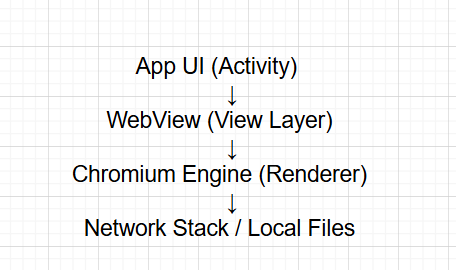 App UI (Activity)
↓
WebView (View Layer)
↓
Chromium Engine (Renderer)
↓
Network Stack / Local Files